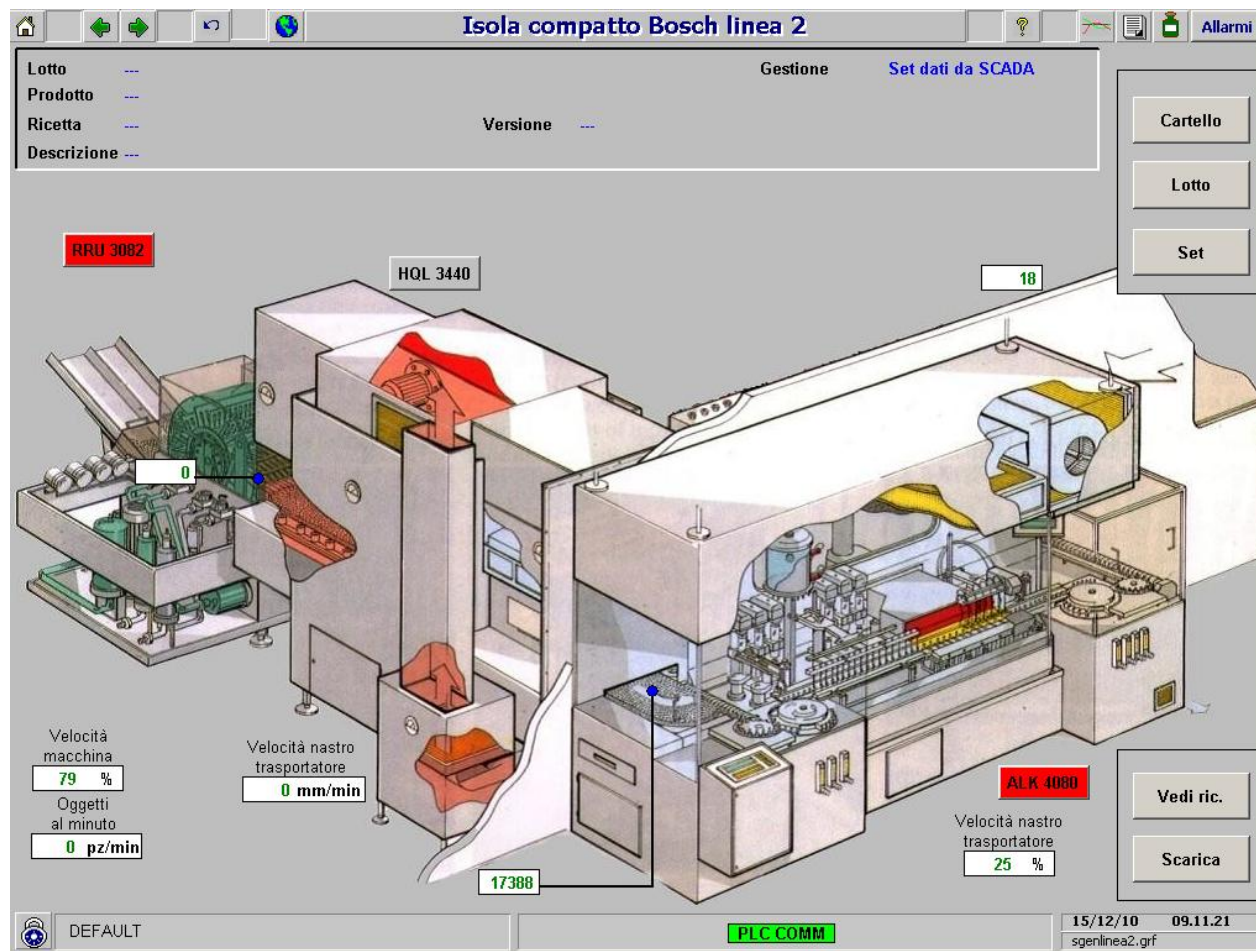 Isola compatto Bosch linea 2
Allarmi
Lotto ---
Gestione Set dati da SCADA
Prodotto ---
Ricetta ---
Versione ---
Descrizione ---
Cartello
Lotto
Set
RRU 3082
HQL 3440
18
0
Velocità
macchina
79 %
Oggetti
al minuto
0 pz/min
Velocità nastro
trasportatore
0 mm/min
17388
ALK 4080
Velocità nastro
trasportatore
25 %
Vedi ric.
Scarica
DEFAULT
PLC COMM
15/12/10 09.11.21
sgenlinea2.grf